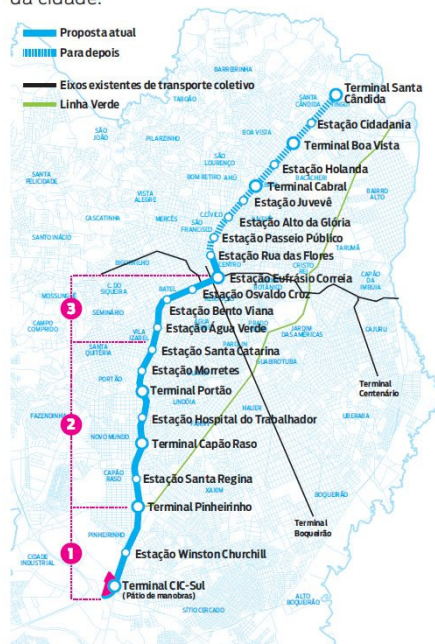 da cidade.
Proposta atual
Para depois
Eixos existentes de transporte coletivo
Linha Verde
BARREIRINHA
TABOÃO
SANTA
CÂNDIDA
Terminal Santa
Cândida
Estação Cidadania
BOA VISTA
Terminal Boa Vista
SÃO
JOÃO
PILARZINHO
SÃO
LOURENÇO
Estação Holanda
BOM RETIRO
AHÚ
BACACHERI
Terminal Cabral
SANTA
FELICIDADE
VISTA
ALEGRE
Estação Juvevê
BAIRRO
ALTO
CASCATINHA
MERCÊS
SÃO
FRANCISCO
C.CÍVICO
Estação Alto da Glória
SANTO INÁCIO
Estação Passeio Público
TARUMÃ
Estação Rua das Flores
CENTRO
CRISTO
REI
Estação Eufrásio Correia
CAPÃO
DA
IMBUIA
MOSSUNGUÊ
C. DO
SIQUEIRA
BATEL
Estação Osvaldo Cruz
3
SEMINÁRIO
Estação Bento Viana
CAMPO
COMPRIDO
VILA
IZABEL
Estação Água Verde
JARDIM
DAS AMÉRICAS
CAJURU
SANTA
QUITÉRIA
Estação Santa Catarina
GUABIROTUBA
PORTÃO
Estação Morretes
Terminal Portão
Terminal
Centenário
LINDÓIA
FAZENDINHA
Estação Hospital do Trabalhador
HAUER
UBERABA
2
NOVO MUNDO
Terminal Capão Raso
CAPÃO
RASO
Estação Santa Regina
XAXIM
BOQUEIRÃO
Terminal Pinheirinho
Terminal
Boqueirão
PINHEIRINHO
1
Estação Winston Churchill
CIDADE
INDUSTRIAL
Terminal CIC-Sul
(Pátio de manobras)
SÍTIO CERCADO
ALTO
BOQUEIRÃO